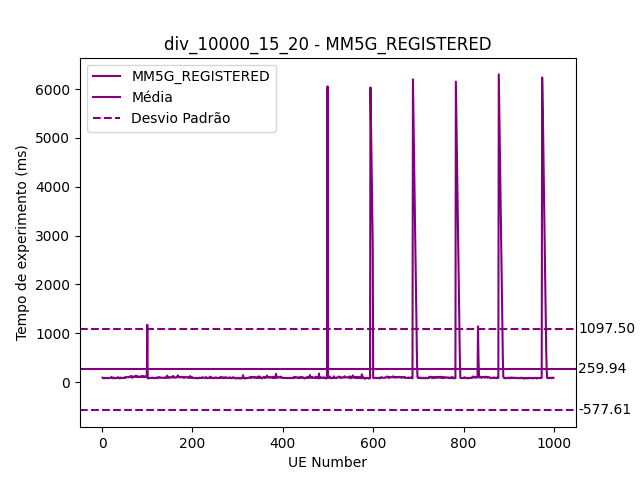 div_10000_15_20 - MM5G_REGISTERED
MM5G_REGISTERED
Média
Desvio Padrão
Tempo de experimento (ms)
6000
5000
4000
3000
2000
1000
0
1097.50
259.94
-577.61
0
200
400
600
800
1000
UE Number